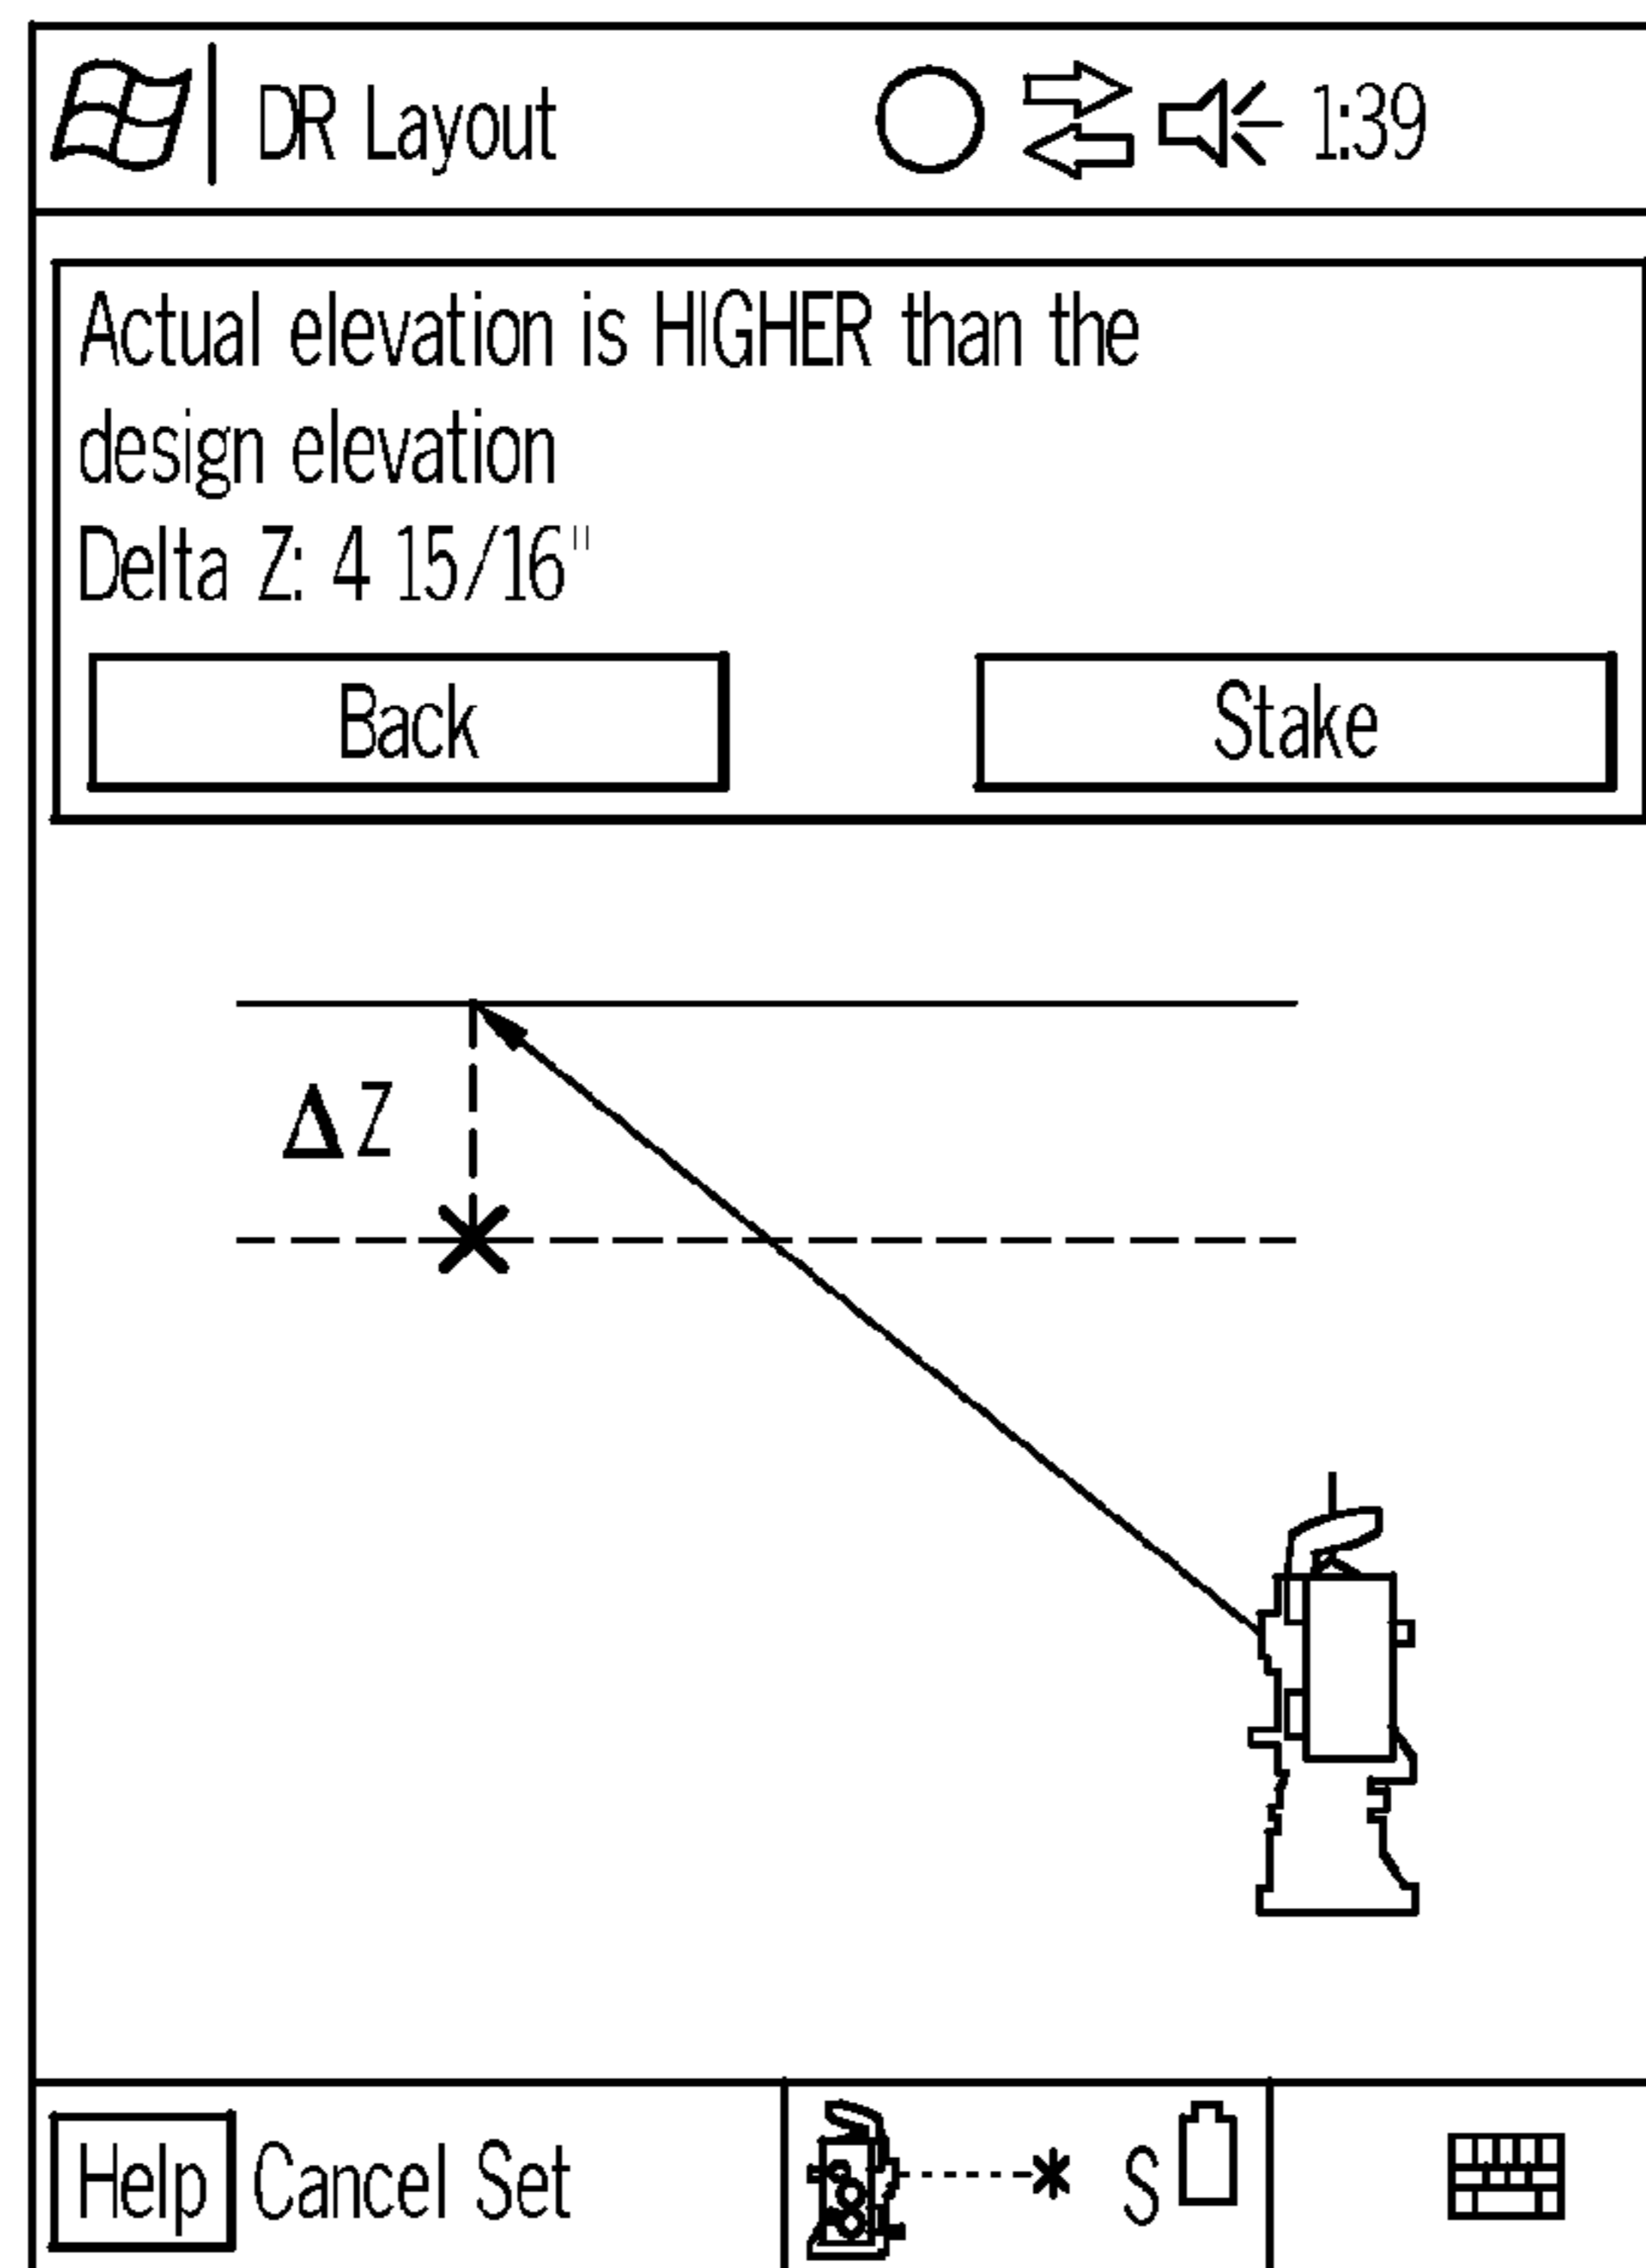 DR Layout 1:39
Actual elevation is HIGHER than the
design elevation
Delta Z: 4 15/16"
Back Stake
ΔZ
Help Cancel Set S